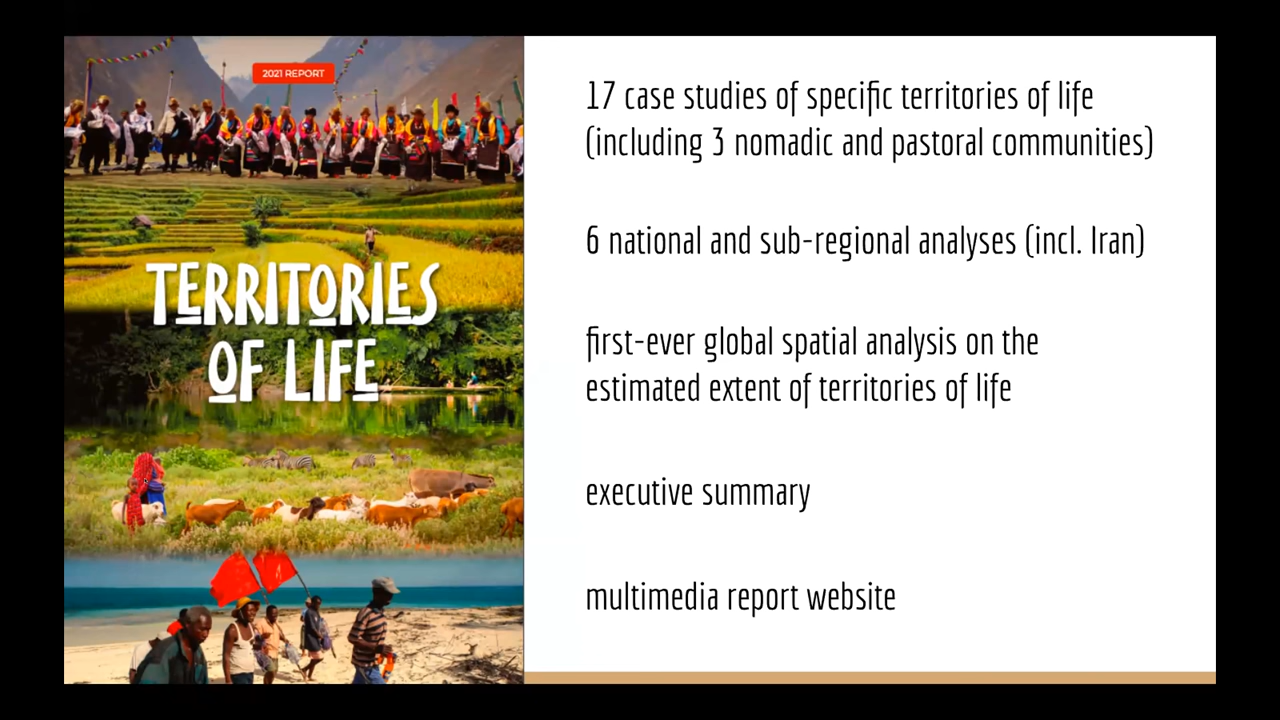 2021 REPORT
TERRITORIES
OF LIFE
17 case studies of specific territories of life
(including 3 nomadic and pastoral communities)
6 national and sub-regional analyses (incl. Iran)
first-ever global spatial analysis on the
estimated extent of territories of life
executive summary
multimedia report website